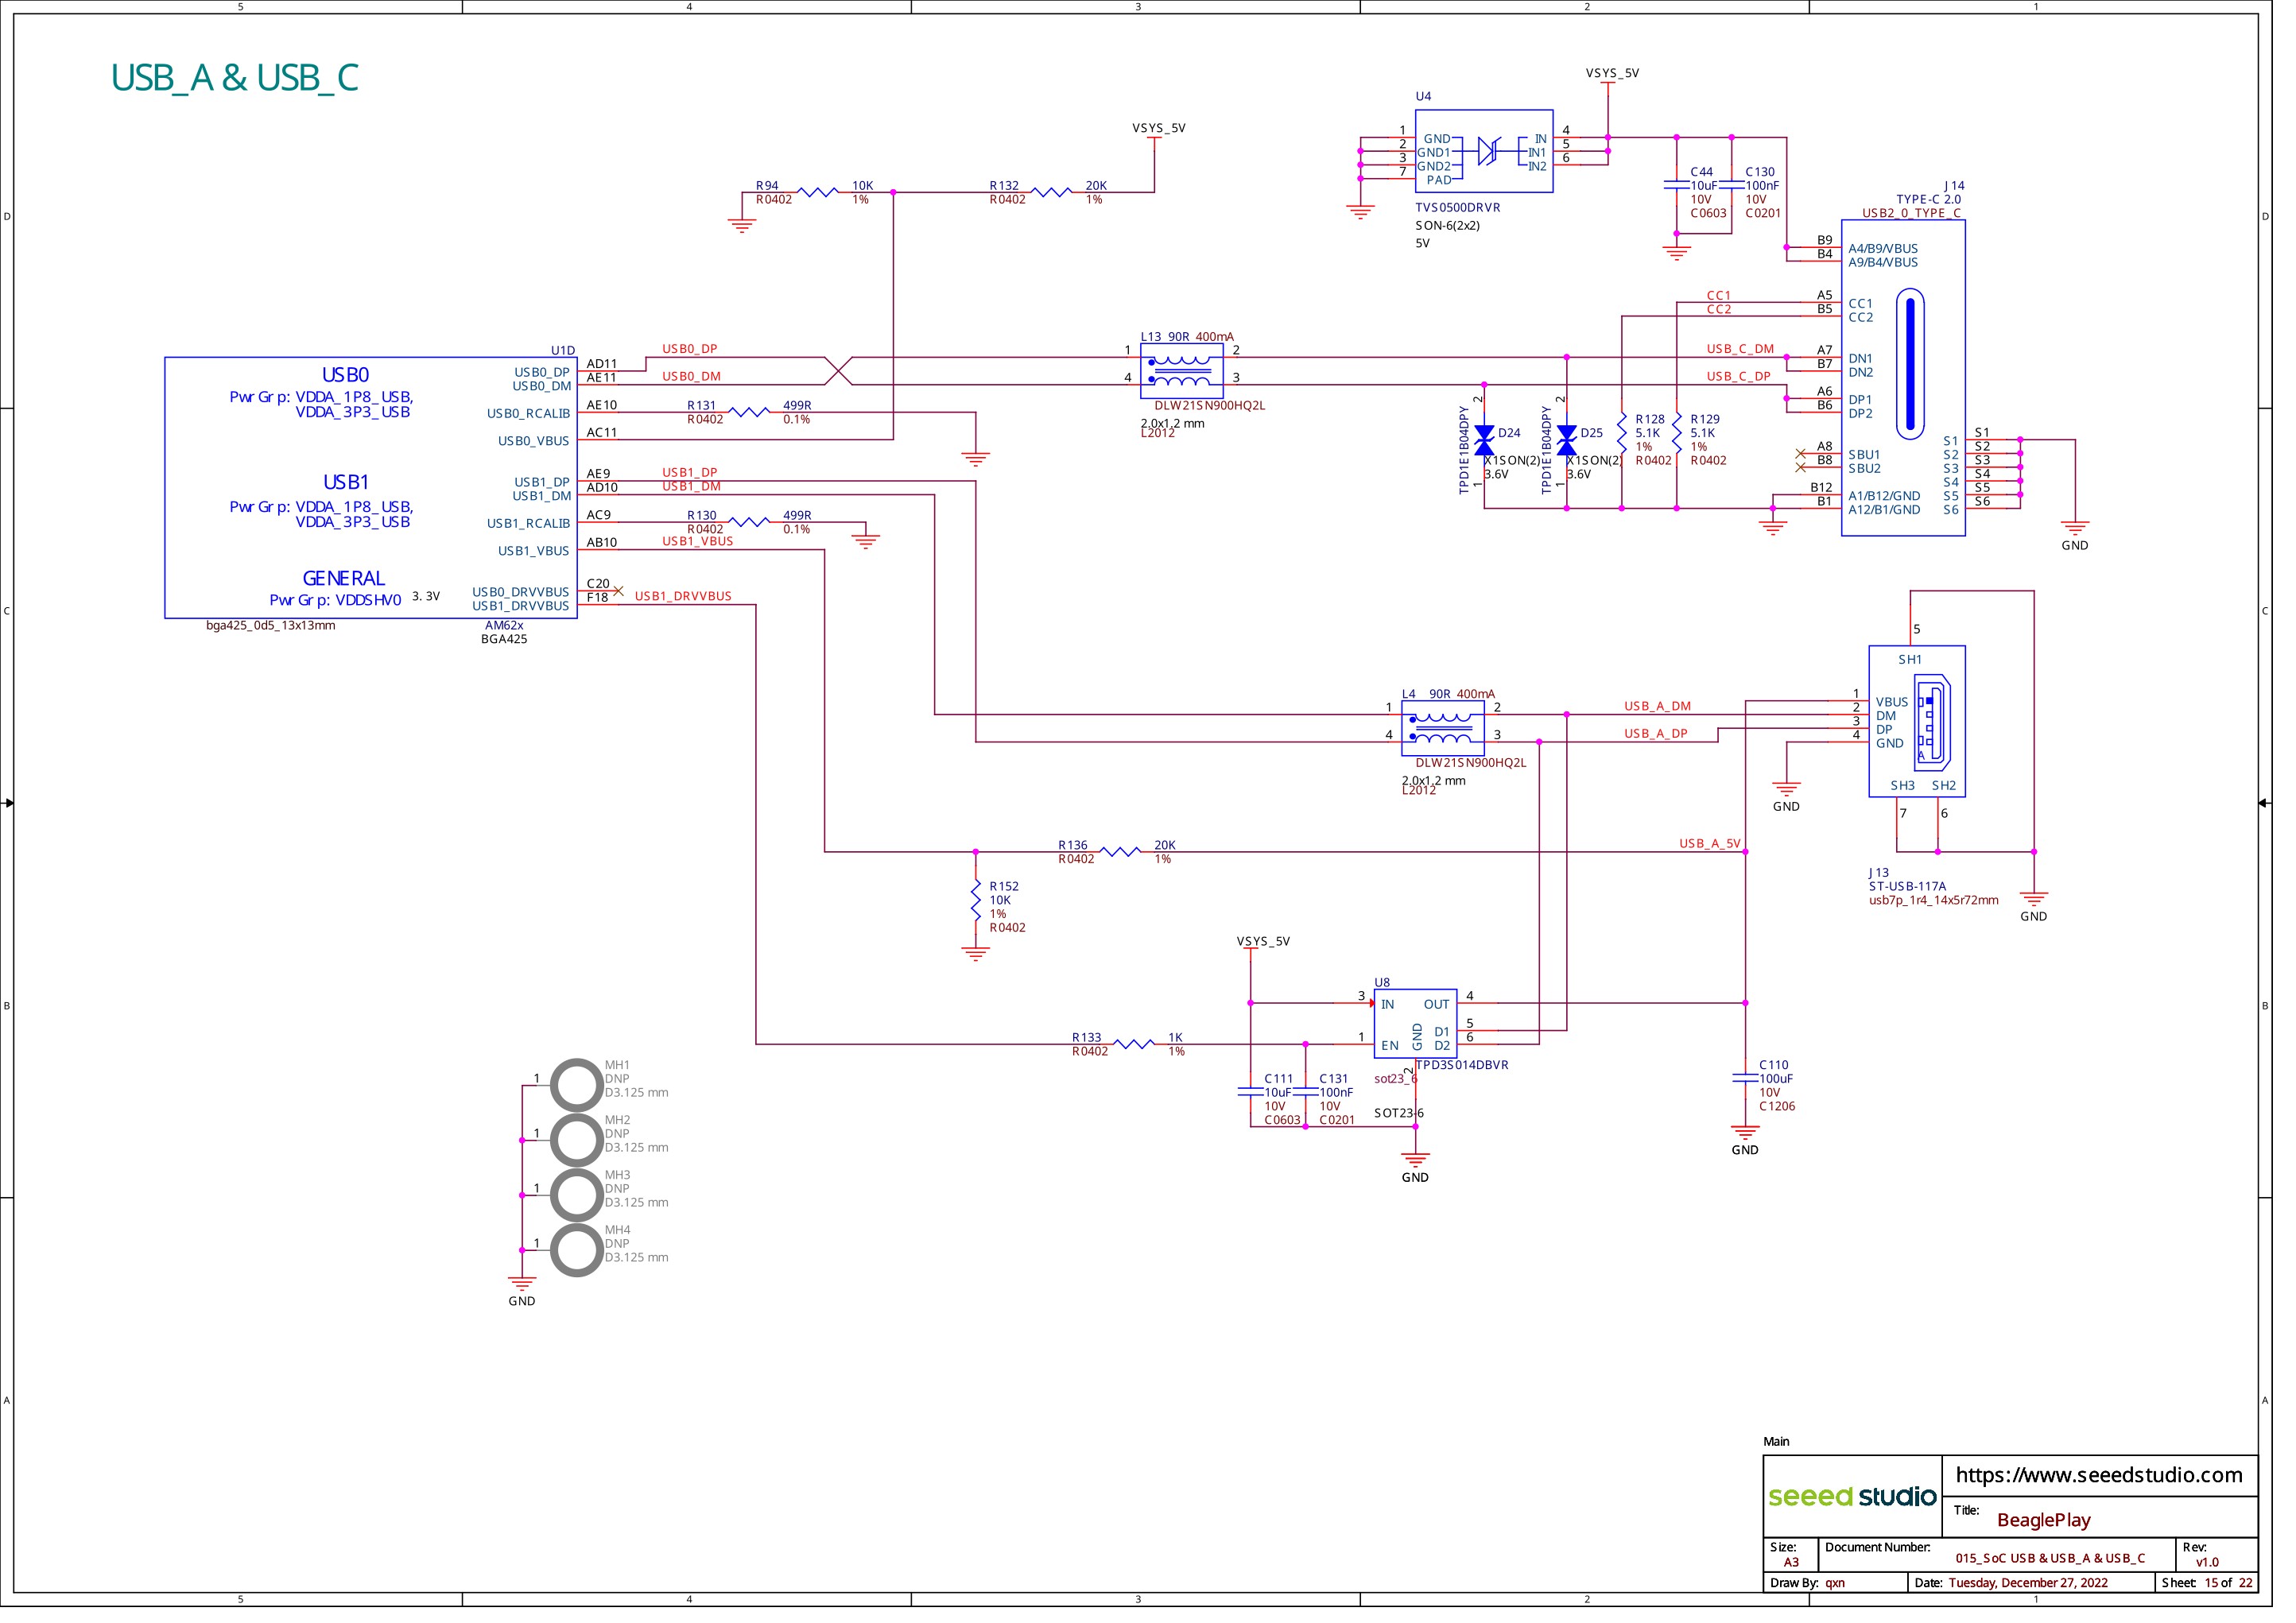 5 4 3 2 1
USB_A & USB_C
D
D
VSYS_5V
R94
R0402
10K
1%
R132
R0402
20K
1%
VSYS_5V
U4
1
2
3
7
GND
GND1
GND2
PAD
IN
IN1
IN2
4
5
6
TVS0500DRVR
SON-6(2x2)
5V
C44
10uF
10V
C0603
C130
100nF
10V
C0201
J14
TYPE-C 2.0
USB2_0_TYPE_C
B9
A4/B9/VBUS
B4
A9/B4/VBUS
CC1
A5
CC1
CC2
B5
CC2
USB_C_DM
A7
DN1
B7
DN2
USB_C_DP
A6
DP1
B6
DP2
A8
SBU1
B8
SBU2
B12
A1/B12/GND
B1
A12/B1/GND
S1
S1
S2
S2
S3
S3
S4
S4
S5
S5
S6
S6
GND
U1D
USB0
PwrGrp: VDDA_1P8_USB,
VDDA_3P3_USB
USB0_DP
AD11
USB0_DP
USB0_DM
AE11
USB0_DM
USB0_RCALIB
AE10
R131
R0402
499R
0.1%
USB0_VBUS
AC11
USB1
PwrGrp: VDDA_1P8_USB,
VDDA_3P3_USB
USB1_DP
AE9
USB1_DP
USB1_DM
AD10
USB1_DM
USB1_RCALIB
AC9
R130
R0402
499R
0.1%
USB1_VBUS
AB10
USB1_VBUS
GENERAL
PwrGrp: VDDSHV0
3.3V
USB0_DRVVBUS
C20
USB1_DRVVBUS
F18
USB1_DRVVBUS
bga425_0d5_13x13mm
AM62x
BGA425
L13 90R 400mA
1
2
4
3
DLW21SN900HQ2L
2.0x1.2 mm
L2012
2
TPD1E1B04DPY
1
D24
X1SON(2)
3.6V
2
TPD1E1B04DPY
1
D25
X1SON(2)
3.6V
R128
5.1K
1%
R0402
R129
5.1K
1%
R0402
C
C
L4 90R 400mA
1
2
4
3
DLW21SN900HQ2L
2.0x1.2 mm
L2012
USB_A_DM
USB_A_DP
5
SH1
1
VBUS
2
DM
3
DP
4
GND
A
SH3
SH2
7
6
GND
J13
ST-USB-117A
usb7p_1r4_14x5r72mm
GND
R136
R0402
20K
1%
USB_A_5V
R152
10K
1%
R0402
VSYS_5V
U8
3
IN
OUT
4
1
EN
GND
2
D1
5
D2
6
TPD3S014DBVR
sot23_6
SOT23-6
R133
R0402
1K
1%
C111
10uF
10V
C0603
C131
100nF
10V
C0201
GND
C110
100uF
10V
C1206
GND
B
B
1
MH1
DNP
D3.125 mm
1
MH2
DNP
D3.125 mm
1
MH3
DNP
D3.125 mm
1
MH4
DNP
D3.125 mm
GND
A
A
Main
seeed studio
https://www.seeedstudio.com
Title:
BeaglePlay
Size:
A3
Document Number:
015_SoC USB & USB_A & USB_C
Rev:
v1.0
Draw By: qxn
Date: Tuesday, December 27, 2022
Sheet: 15 of 22
5 4 3 2 1